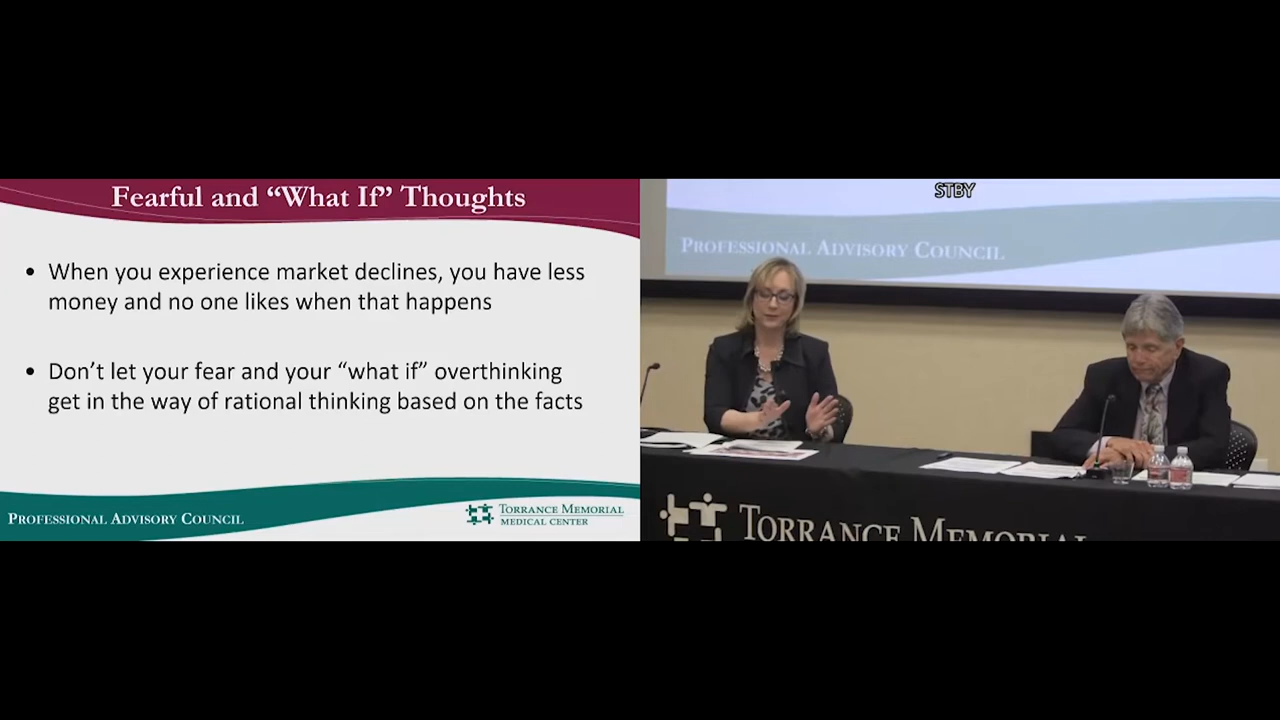 Fearful and “What If” Thoughts
• When you experience market declines, you have less
money and no one likes when that happens
• Don’t let your fear and your “what if” overthinking
get in the way of rational thinking based on the facts
PROFESSIONAL ADVISORY COUNCIL
TORRANCE MEMORIAL
MEDICAL CENTER
STBY
PROFESSIONAL ADVISORY COUNCIL
TORRANCE MEMORIAL